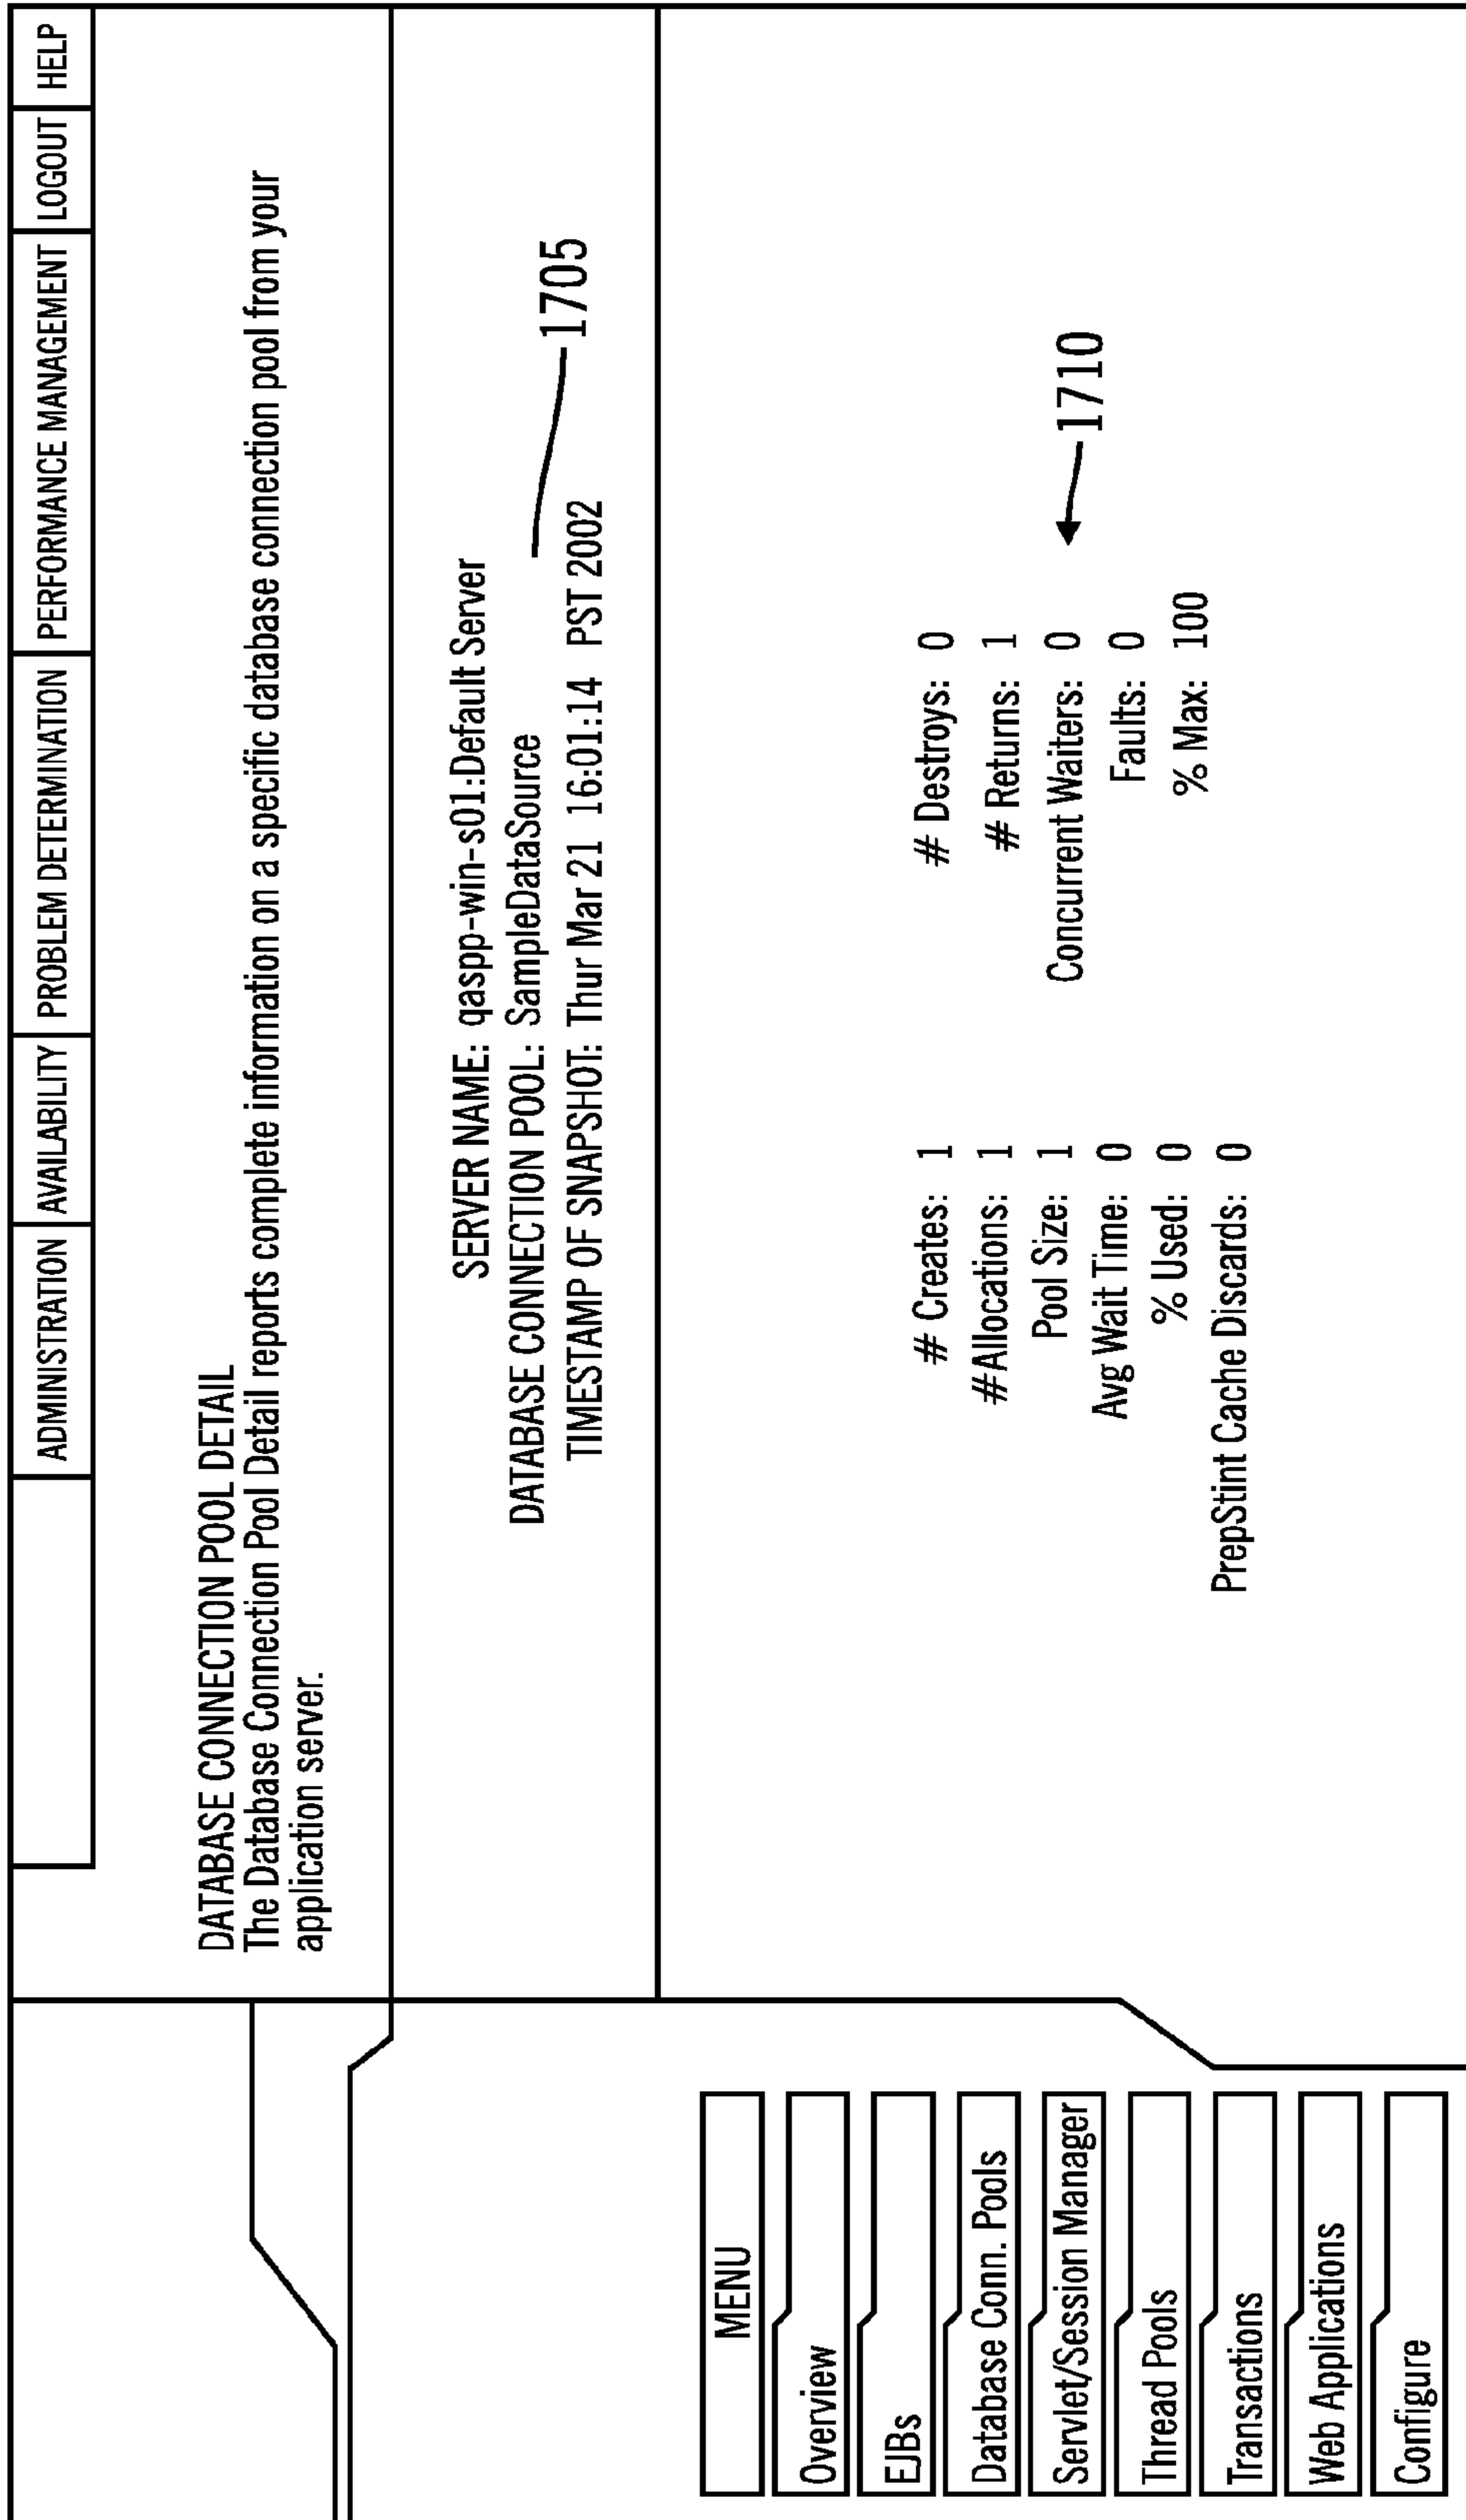 ADMINISTRATION AVAILABILITY PROBLEM DETERMINATION PERFORMANCE MANAGEMENT LOGOUT HELP
DATABASE CONNECTION POOL DETAIL
The Database Connection Pool Detail reports complete information on a specific database connection pool from your
application server.
SERVER NAME: qaspp-win-s01:Default Server
DATABASE CONNECTION POOL: SampleDataSource
TIMESTAMP OF SNAPSHOT: Thur Mar 21 16:01:14 PST 2002
1705
MENU
Overview
EJBs
Database Conn. Pools
Servlet/Session Manager
Thread Pools
Transactions
Web Applications
Configure
# Creates: 1
#Allocations: 1
Pool Size: 1
Avg Wait Time: 0
% Used: 0
PrepStint Cache Discards: 0
# Destroys: 0
# Returns: 1
Concurrent Waiters: 0
Faults: 0
% Max: 100
1710